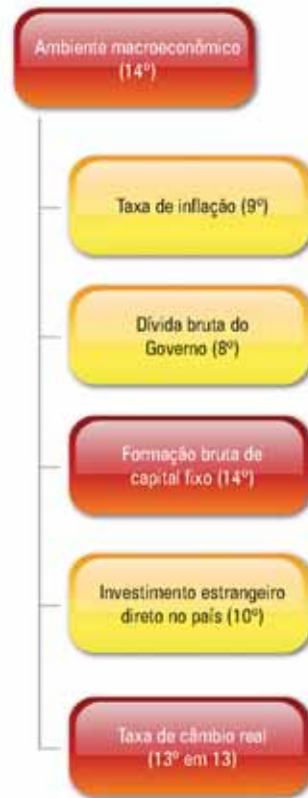 Ambiente macroeconômico
(14º)
Taxa de inflação (9º)
Dívida bruta do
Governo (8º)
Formação bruta de
capital fixo (14º)
Investimento estrangeiro
direto no país (10º)
Taxa de câmbio real
(13º em 13)